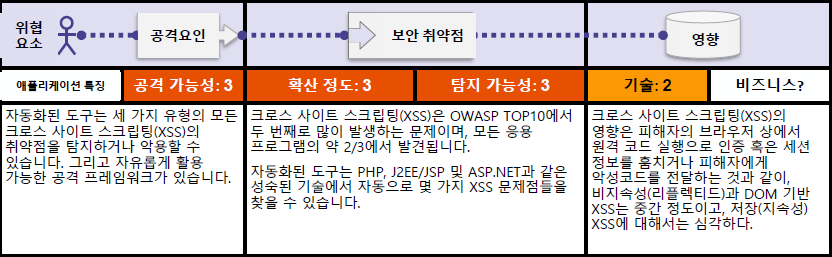 위협
요소
공격요인
보안 취약점
영향
애플리케이션 특징
공격 가능성: 3
확산 정도: 3
탐지 가능성: 3
기술: 2
비즈니스?
자동화된 도구는 세 가지 유형의 모든
크로스 사이트 스크립팅(XSS)의
취약점을 탐지하거나 악용할 수
있습니다. 그리고 자유롭게 활용
가능한 공격 프레임워크가 있습니다.
크로스 사이트 스크립팅(XSS)은 OWASP TOP10에서
두 번째로 많이 발생하는 문제이며, 모든 응용
프로그램의 약 2/3에서 발견됩니다.
자동화된 도구는 PHP, J2EE/JSP 및 ASP.NET과 같은
성숙된 기술에서 자동으로 몇 가지 XSS 문제점들을
찾을 수 있습니다.
크로스 사이트 스크립팅(XSS)의
영향은 피해자의 브라우저 상에서
원격 코드 실행으로 인증 혹은 세션
정보를 훔치거나 피해자에게
악성코드를 전달하는 것과 같이,
비지속성(리플렉티드)과 DOM 기반
XSS는 중간 정도이고, 저장(지속성)
XSS에 대해서는 심각하다.